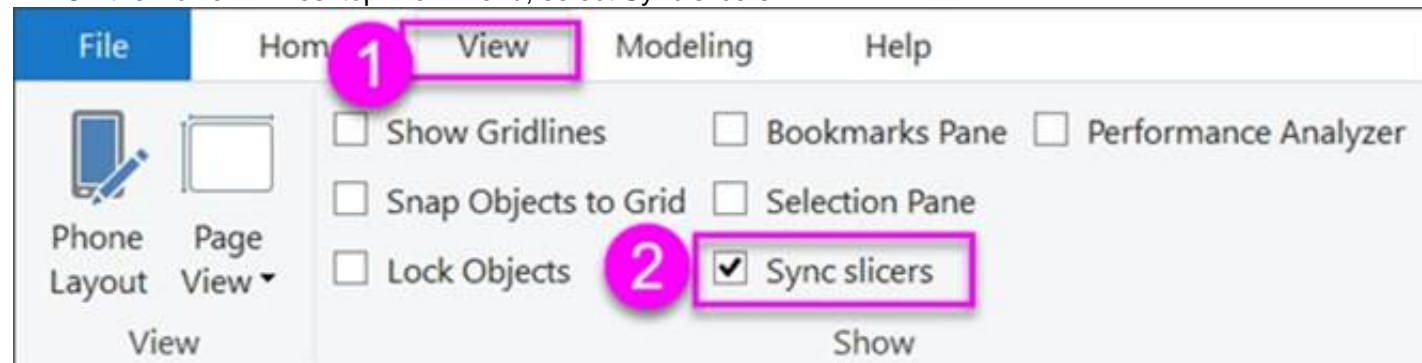 File Hom View Modeling Help
1
Show Gridlines Bookmarks Pane Performance Analyzer
Snap Objects to Grid Selection Pane
Phone Layout
Page View
Lock Objects 2 Sync slicers
View Show